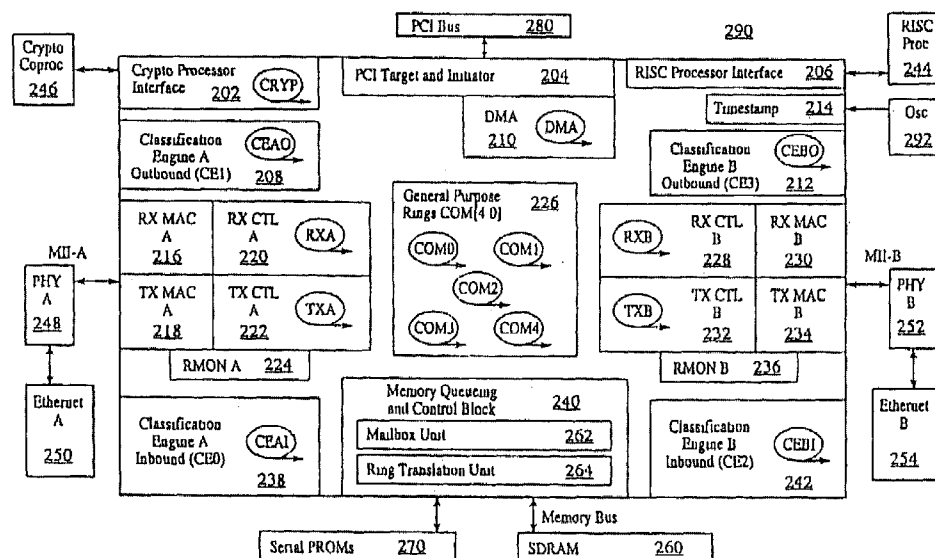 PCI Bus 280
290
Crypto
Coproc
246
RISC
Proc
244
Crypto Processor
Interface 202
CRYP
PCI Target and Initiator 204
RISC Processor Interface 206
Timestamp 214
Osc
292
DMA
210
DMA
Classification
Engine A
Outbound (CE1)
208
CEAO
Classification
Engine B
Outbound (CE3)
212
CEBO
General Purpose 226
Rings COM[4 0]
COM0
COM1
COM2
COM3
COM4
RX MAC
A
216
RX CTL
A
220
RXA
TX MAC
A
218
TX CTL
A
222
TXA
RMON A 224
RXB
RX CTL
B
228
RX MAC
B
230
TXB
TX CTL
B
232
TX MAC
B
234
RMON B 236
MII-A
PHY
A
248
Ethernet
A
250
MII-B
PHY
B
252
Ethernet
B
254
Classification
Engine A
Inbound (CE0)
238
CEAI
Memory Queueing
and Control Block 240
Mailbox Unit 262
Ring Translation Unit 264
Classification
Engine B
Inbound (CE2)
242
CEBI
Memory Bus
Serial PROMs 270
SDRAM 260